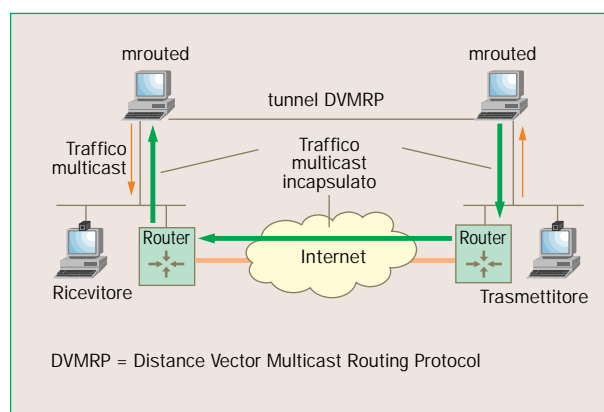 mrouted
mrouted
tunnel DVMRP
Traffico
multicast
Traffico
multicast
incapsulato
Router
Internet
Router
Ricevitore
Trasmettitore
DVMRP = Distance Vector Multicast Routing Protocol